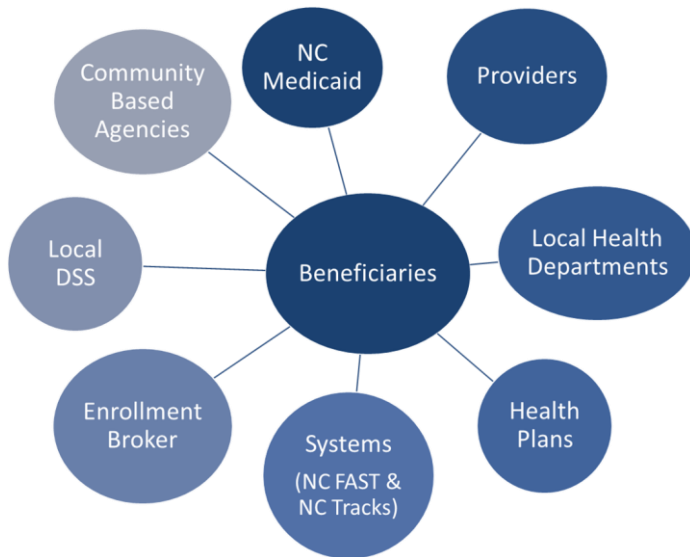 NC
Medicaid
Providers
Community
Based
Agencies
Local Health
Departments
Local
DSS
Beneficiaries
Enrollment
Broker
Health
Plans
Systems
(NC FAST &
NC Tracks)